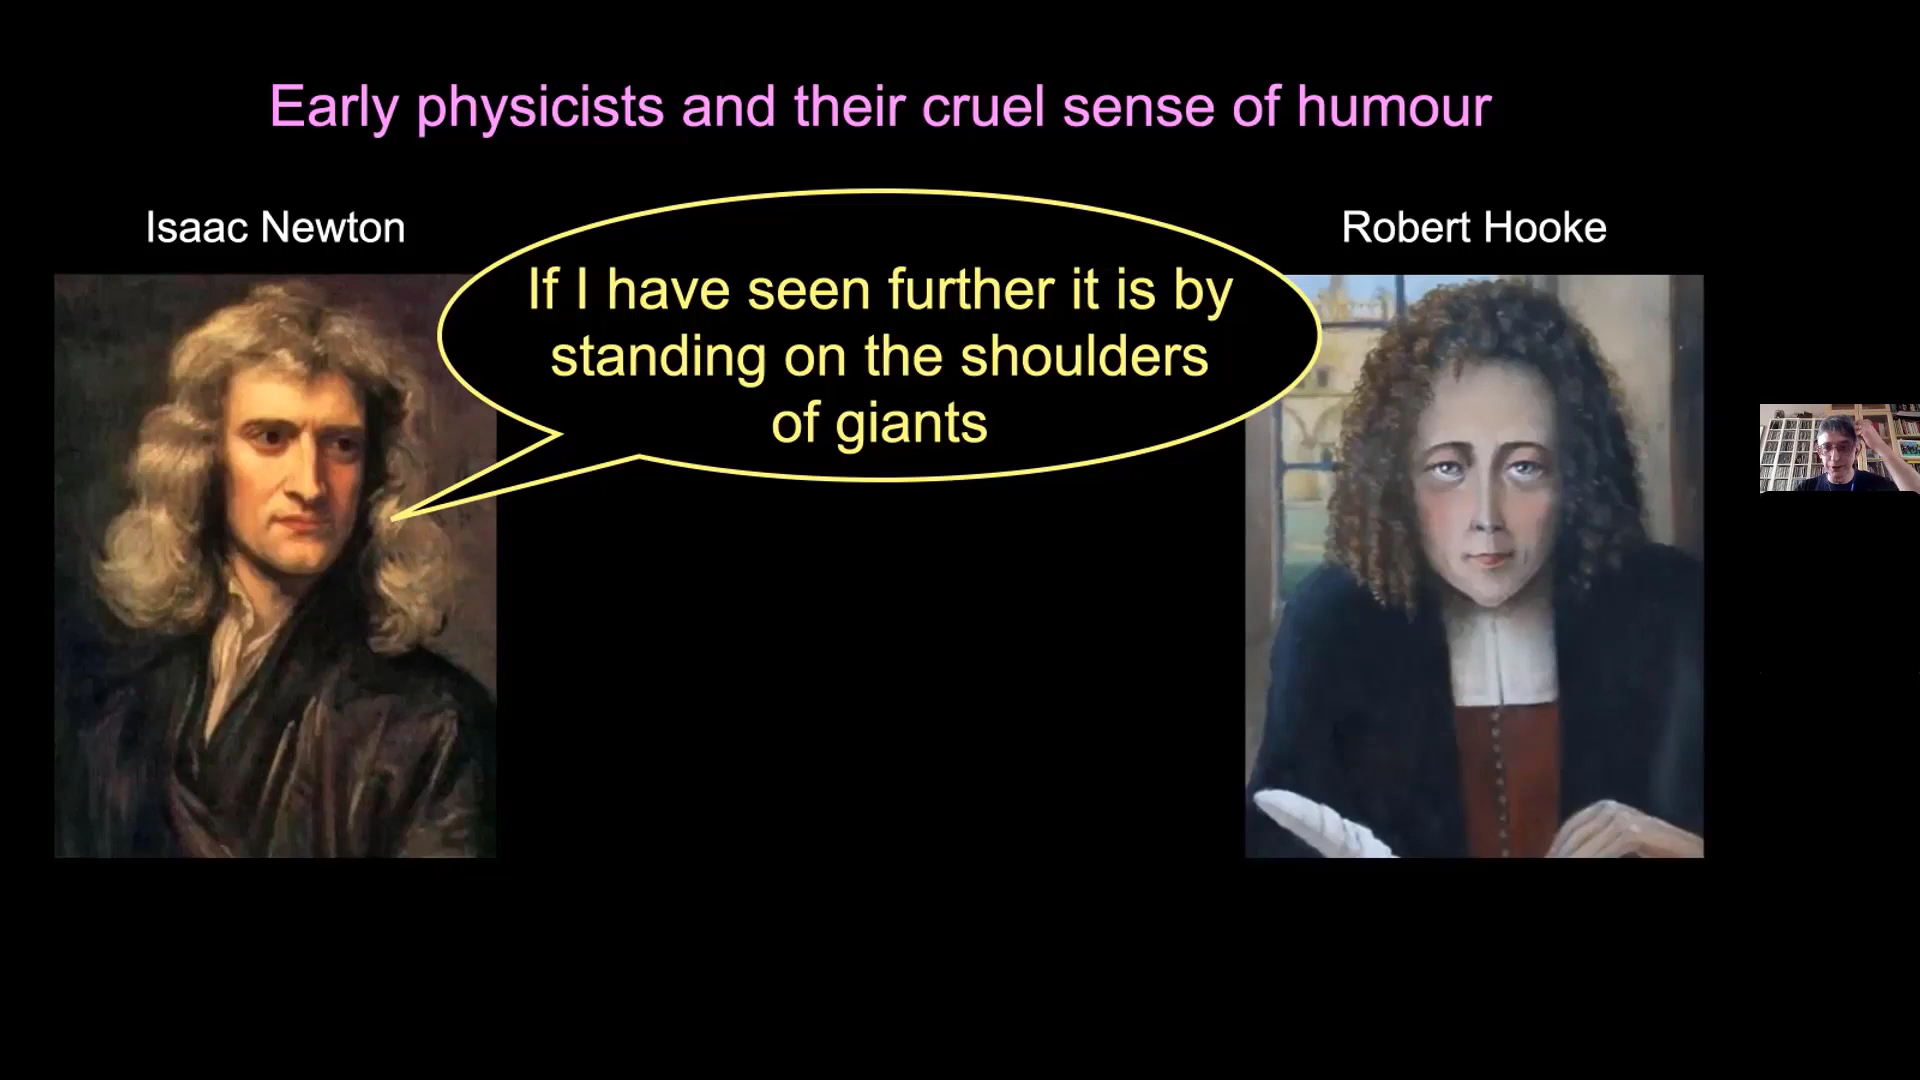 Early physicists and their cruel sense of humour
Isaac Newton
If I have seen further it is by
standing on the shoulders
of giants
Robert Hooke